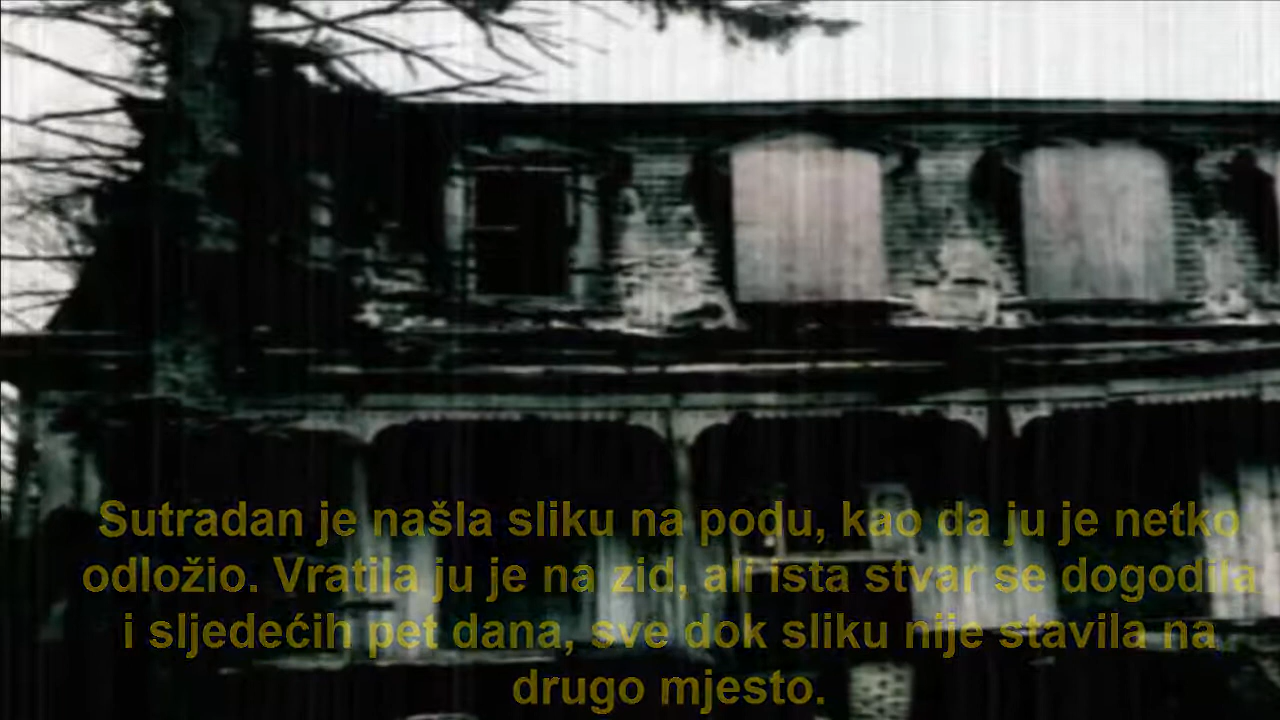 Sutradan je našla sliku na podu, kao da ju je netko
odložio. Vratila ju je na zid, ali ista stvar se dogodila
i sljedećih pet dana, sve dok sliku nije stavila na
drugo mjesto.